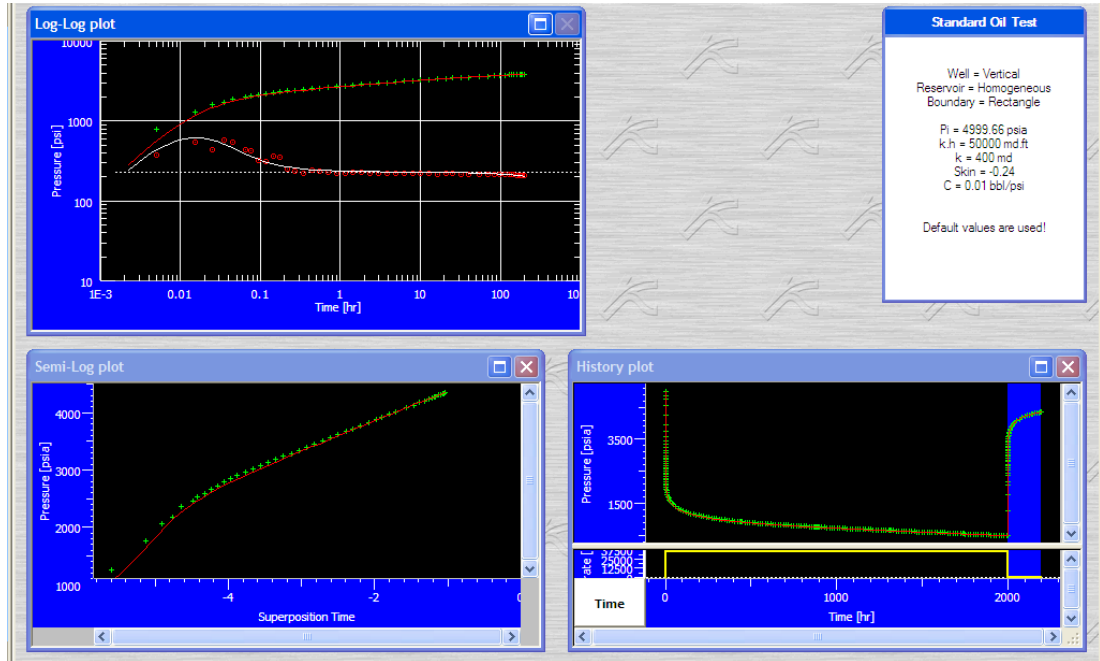 Log-Log plot
10000
1000
100
10
Pressure [psi]
1E-3 0.01 0.1 1 10 100 10
Time [hr]
Standard Oil Test
Well = Vertical
Reservoir = Homogeneous
Boundary = Rectangle
Pi = 4999.66 psia
k.h = 50000 md.ft
k = 400 md
Skin = -0.24
C = 0.01 bbl/psi
Default values are used!
Semi-Log plot
4000
3000
2000
1000
Pressure [psia]
-4 -2 0
Superposition Time
History plot
3500
1500
Pressure [psia]
37500
25000
12500
ate [
Time
0 1000 2000
Time [hr]